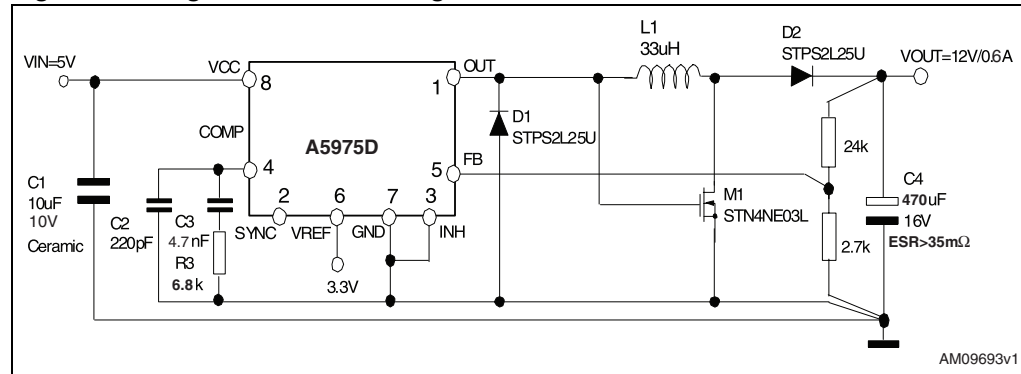 L1
33uH
D2
STPS2L25U
VIN=5V
VOUT=12V/0.6A
VCC
8
OUT
1
COMP
4
A5975D
D1
STPS2L25U
FB
5
24k
C1
10uF
10V
Ceramic
C2
220pF
C3
4.7nF
R3
6.8k
2
SYNC
6
VREF
7
GND
3
INH
3.3V
M1
STN4NE03L
2.7k
C4
470uF
16V
ESR>35mΩ
AM09693v1